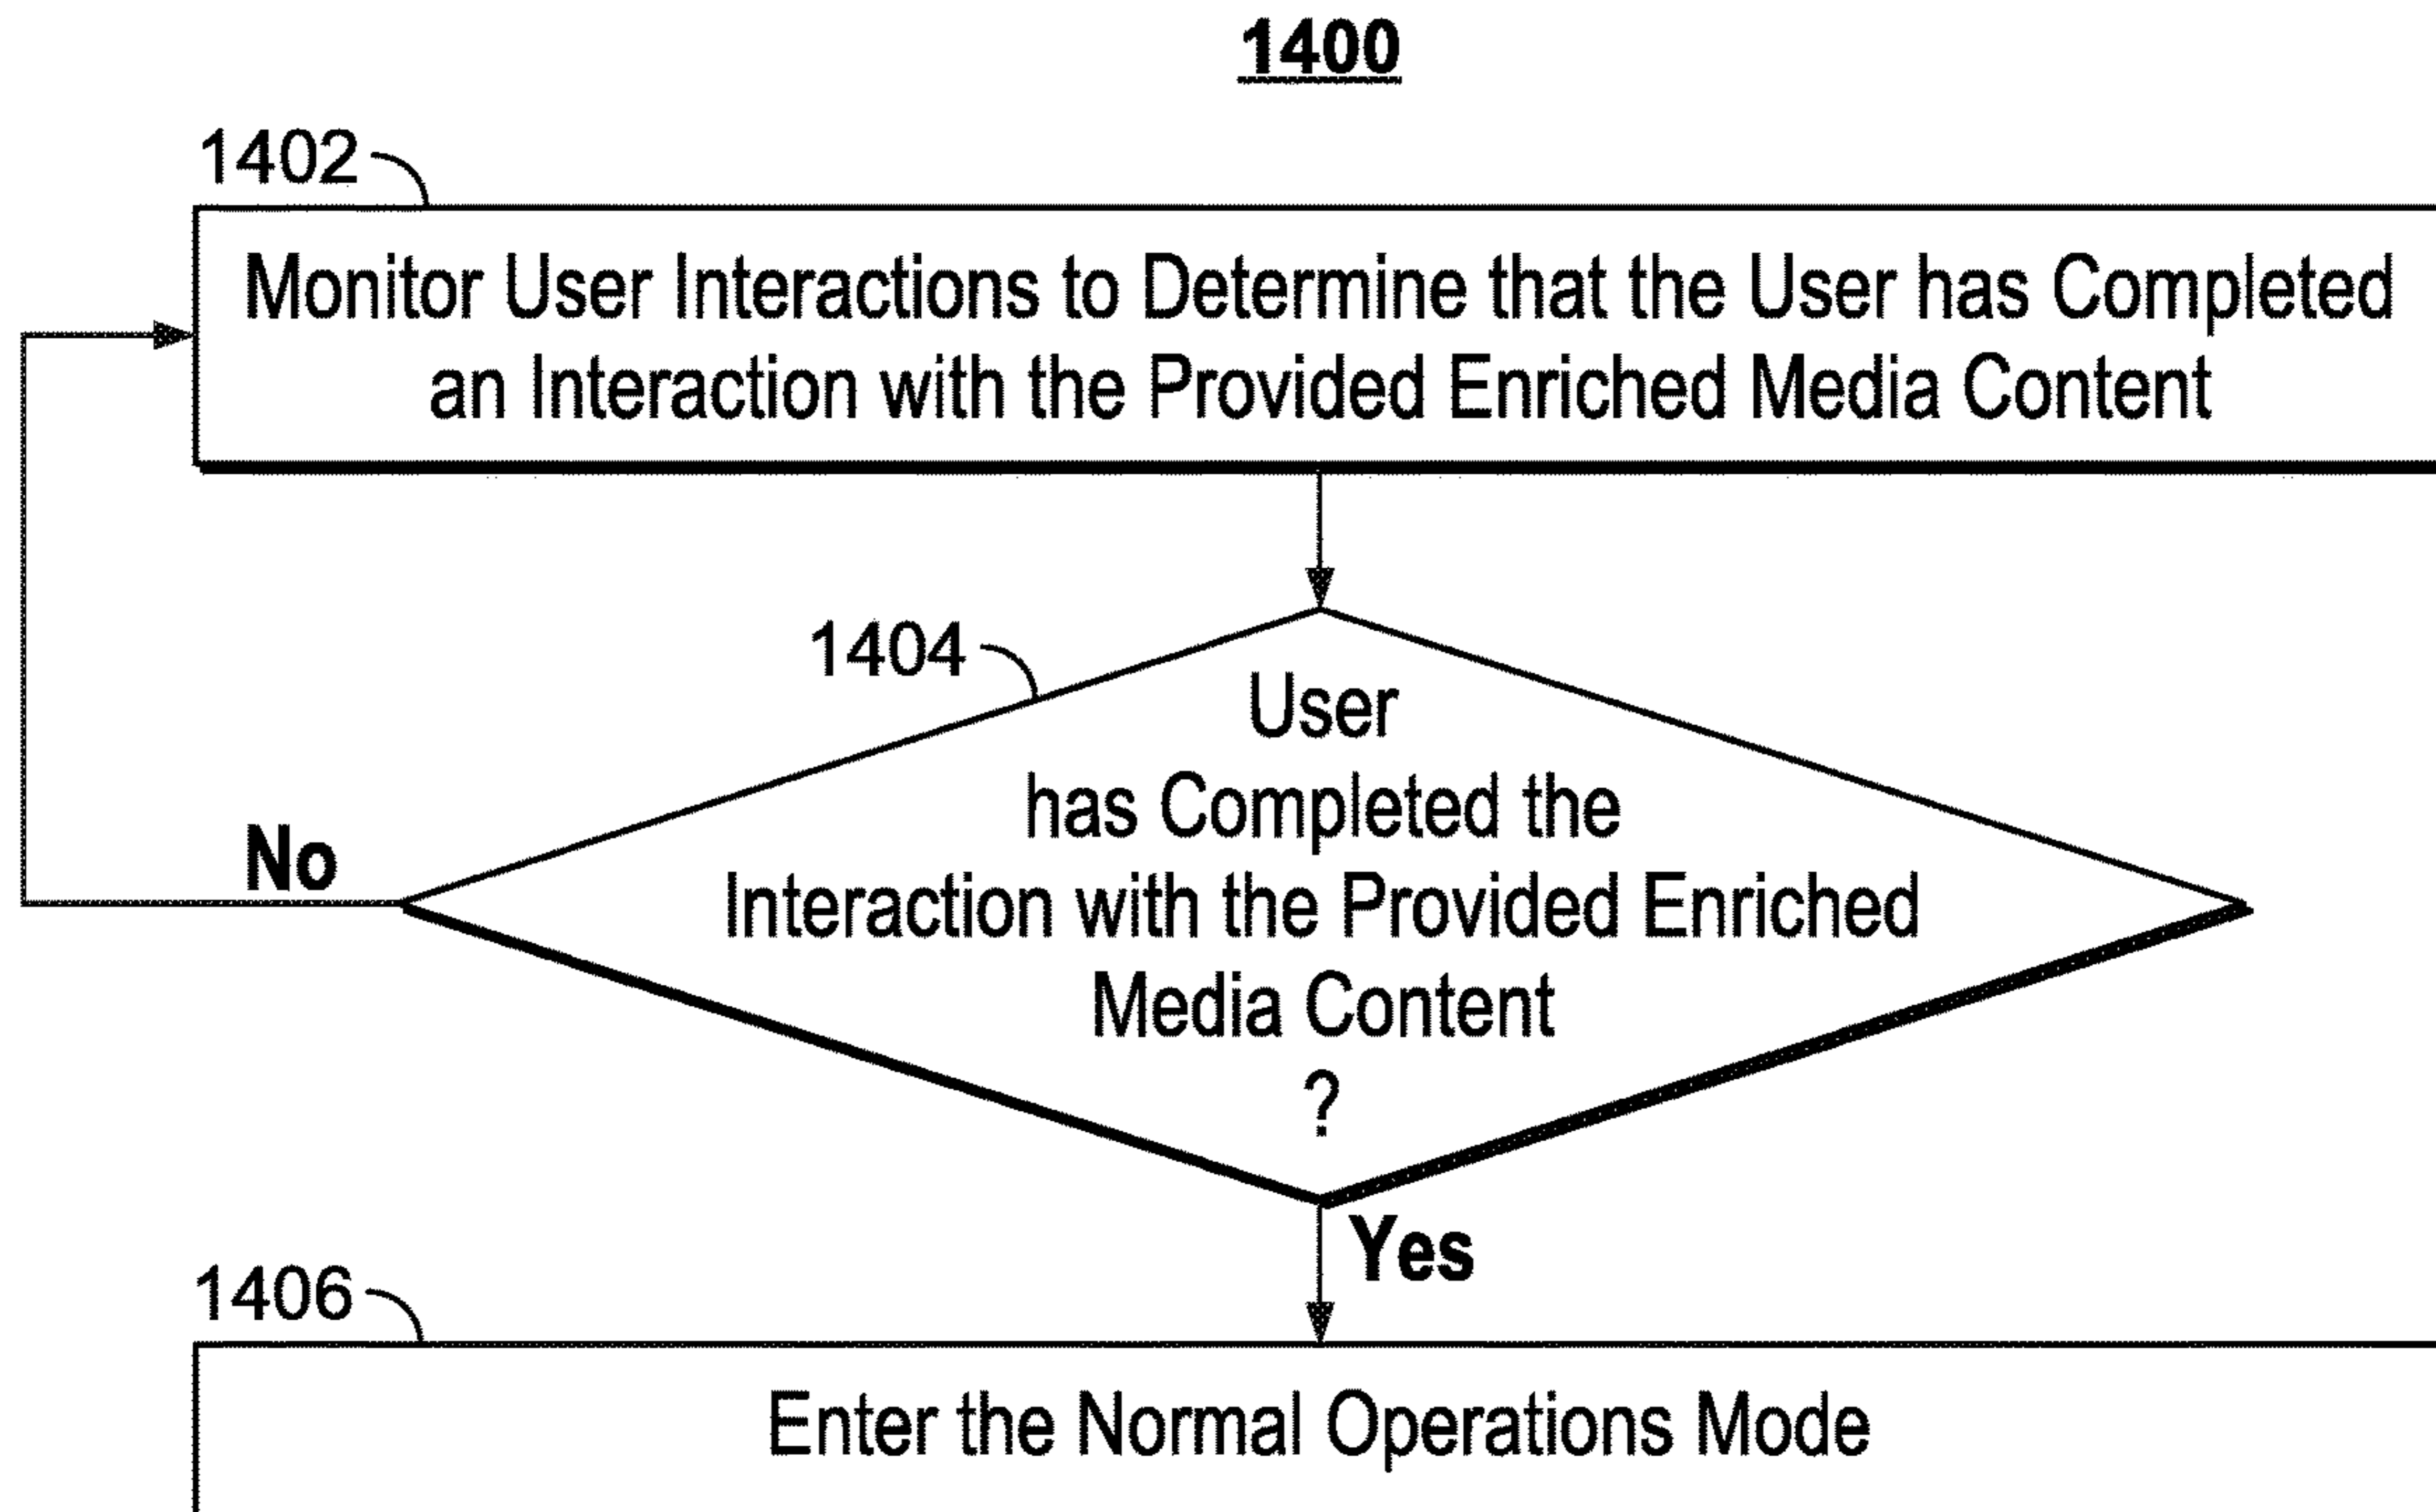 1400
1402
Monitor User Interactions to Determine that the User has Completed
an Interaction with the Provided Enriched Media Content
1404
User
has Completed the
Interaction with the Provided Enriched
Media Content
?
No
Yes
1406
Enter the Normal Operations Mode